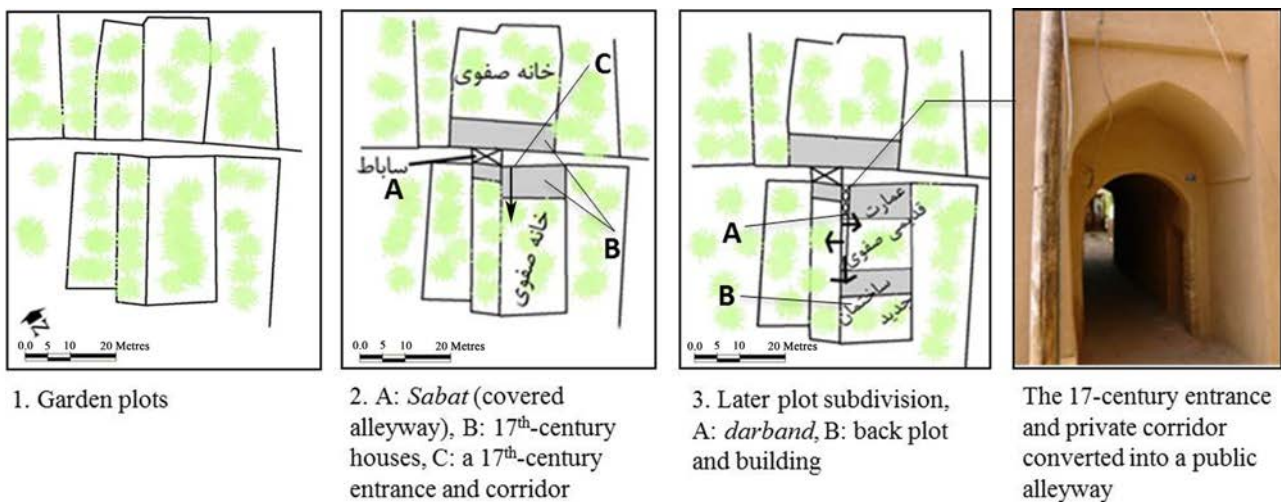 N
0.0 5 10 20 Metres
خانه صفوی
C
ساباط
A
B
خانه صفوی
0.0 5 10 20 Metres
عمارت
قدیمی صفوی
A
B
ساختمان
جدید
0.0 5 10 20 Metres
1. Garden plots
2. A: Sabat (covered
alleyway), B: 17th-century
houses, C: a 17th-century
entrance and corridor
3. Later plot subdivision,
A: darband, B: back plot
and building
The 17-century entrance
and private corridor
converted into a public
alleyway